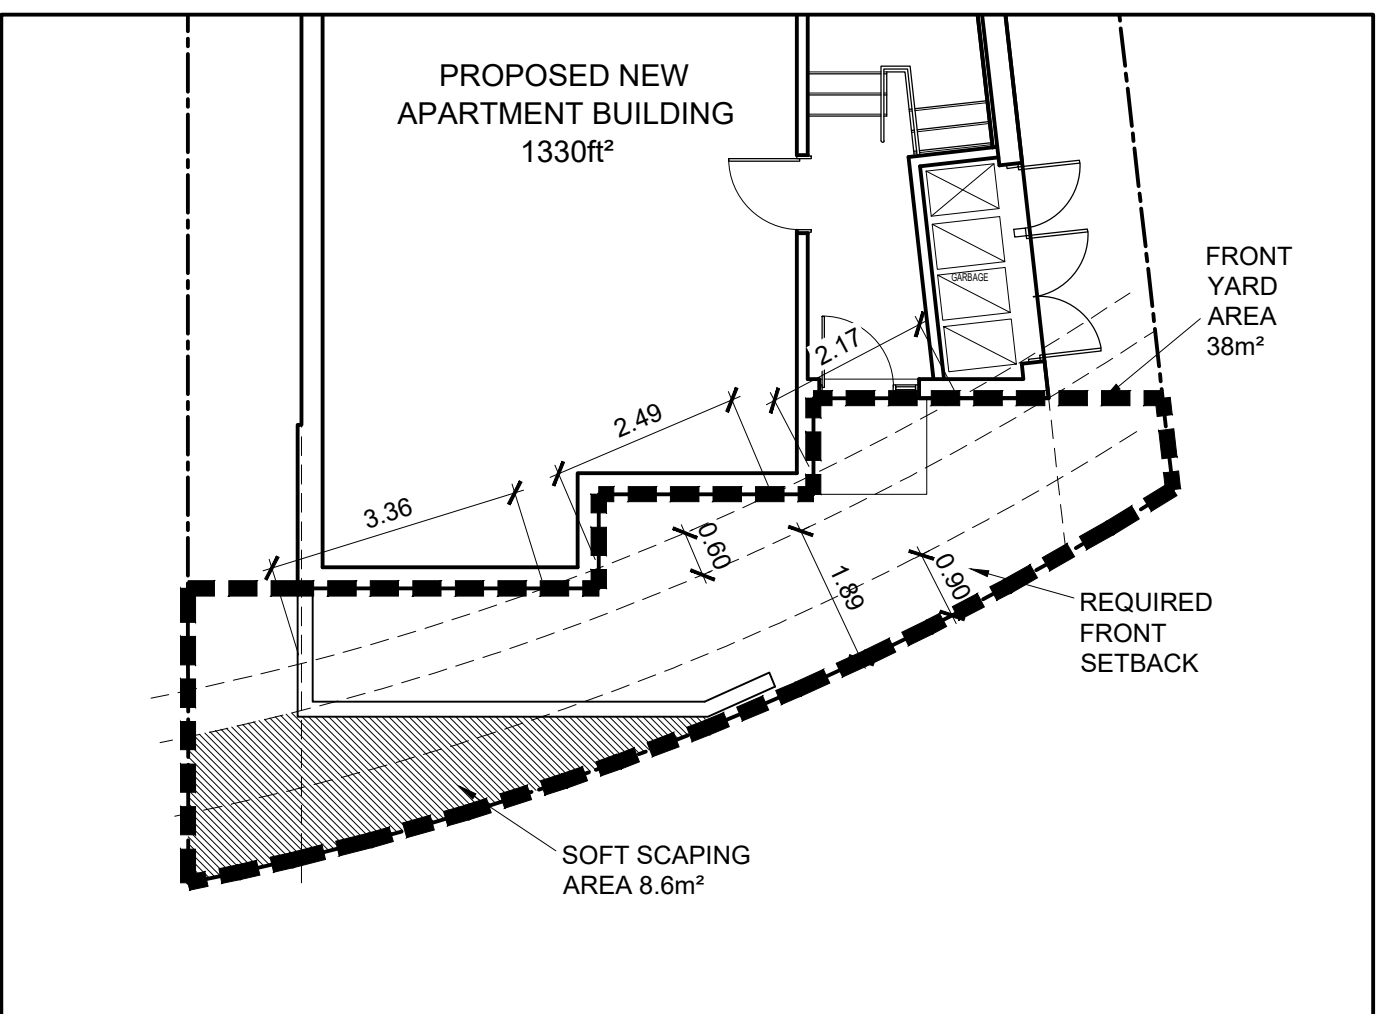 PROPOSED NEW
APARTMENT BUILDING
1330ft²
FRONT
YARD
AREA
38m²
GARBAGE
2.17
2.49
3.36
0.60
1.89
0.90
REQUIRED
FRONT
SETBACK
SOFT SCAPING
AREA 8.6m²